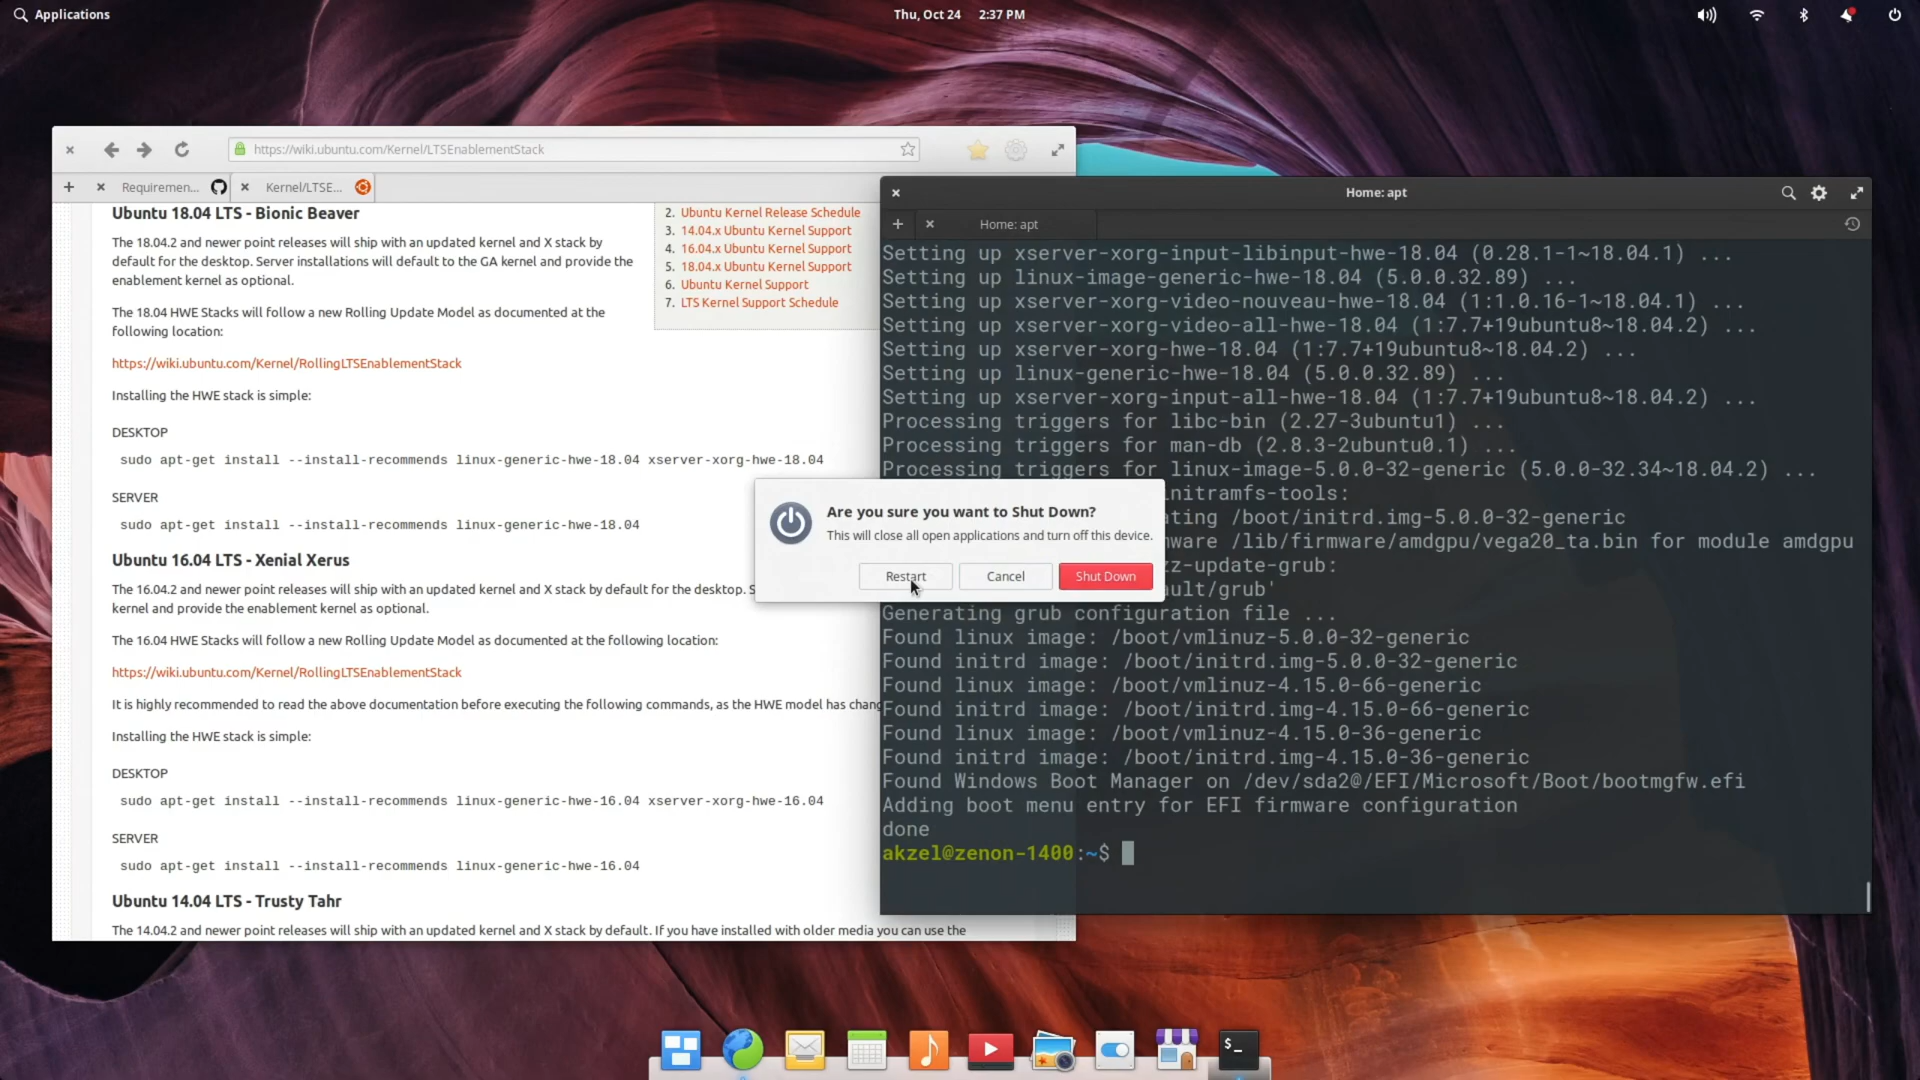 Applications
Thu, Oct 24 2:37 PM
https://wiki.ubuntu.com/Kernel/LTSEnablementStack
Requiremen...
Kernel/LTSE...
Ubuntu 18.04 LTS - Bionic Beaver
The 18.04.2 and newer point releases will ship with an updated kernel and X stack by
default for the desktop. Server installations will default to the GA kernel and provide the
enablement kernel as optional.
The 18.04 HWE Stacks will follow a new Rolling Update Model as documented at the
following location:
https://wiki.ubuntu.com/Kernel/RollingLTSEnablementStack
Installing the HWE stack is simple:
DESKTOP
sudo apt-get install --install-recommends linux-generic-hwe-18.04 xserver-xorg-hwe-18.04
SERVER
sudo apt-get install --install-recommends linux-generic-hwe-18.04
Ubuntu 16.04 LTS - Xenial Xerus
The 16.04.2 and newer point releases will ship with an updated kernel and X stack by default for the desktop. S
kernel and provide the enablement kernel as optional.
The 16.04 HWE Stacks will follow a new Rolling Update Model as documented at the following location:
https://wiki.ubuntu.com/Kernel/RollingLTSEnablementStack
It is highly recommended to read the above documentation before executing the following commands, as the HWE model has chang
Installing the HWE stack is simple:
DESKTOP
sudo apt-get install --install-recommends linux-generic-hwe-16.04 xserver-xorg-hwe-16.04
SERVER
sudo apt-get install --install-recommends linux-generic-hwe-16.04
Ubuntu 14.04 LTS - Trusty Tahr
The 14.04.2 and newer point releases will ship with an updated kernel and X stack by default. If you have installed with older media you can use the
2. Ubuntu Kernel Release Schedule
3. 14.04.x Ubuntu Kernel Support
4. 16.04.x Ubuntu Kernel Support
5. 18.04.x Ubuntu Kernel Support
6. Ubuntu Kernel Support
7. LTS Kernel Support Schedule
Home: apt
Home: apt
Setting up xserver-xorg-input-libinput-hwe-18.04 (0.28.1-1~18.04.1) ...
Setting up linux-image-generic-hwe-18.04 (5.0.0.32.89) ...
Setting up xserver-xorg-video-nouveau-hwe-18.04 (1:1.0.16-1~18.04.1) ...
Setting up xserver-xorg-video-all-hwe-18.04 (1:7.7+19ubuntu8~18.04.2) ...
Setting up xserver-xorg-hwe-18.04 (1:7.7+19ubuntu8~18.04.2) ...
Setting up linux-generic-hwe-18.04 (5.0.0.32.89) ...
Setting up xserver-xorg-input-all-hwe-18.04 (1:7.7+19ubuntu8~18.04.2) ...
Processing triggers for libc-bin (2.27-3ubuntu1) ...
Processing triggers for man-db (2.8.3-2ubuntu0.1) ...
Processing triggers for linux-image-5.0.0-32-generic (5.0.0-32.34~18.04.2) ...
nitramfs-tools:
ating /boot/initrd.img-5.0.0-32-generic
ware /lib/firmware/amdgpu/vega20_ta.bin for module amdgpu
zz-update-grub:
ault/grub'
Generating grub configuration file ...
Found linux image: /boot/vmlinuz-5.0.0-32-generic
Found initrd image: /boot/initrd.img-5.0.0-32-generic
Found linux image: /boot/vmlinuz-4.15.0-66-generic
Found initrd image: /boot/initrd.img-4.15.0-66-generic
Found linux image: /boot/vmlinuz-4.15.0-36-generic
Found initrd image: /boot/initrd.img-4.15.0-36-generic
Found Windows Boot Manager on /dev/sda2@/EFI/Microsoft/Boot/bootmgfw.efi
Adding boot menu entry for EFI firmware configuration
done
akzel@zenon-1400:~$
Are you sure you want to Shut Down?
This will close all open applications and turn off this device.
Restart
Cancel
Shut Down
$_